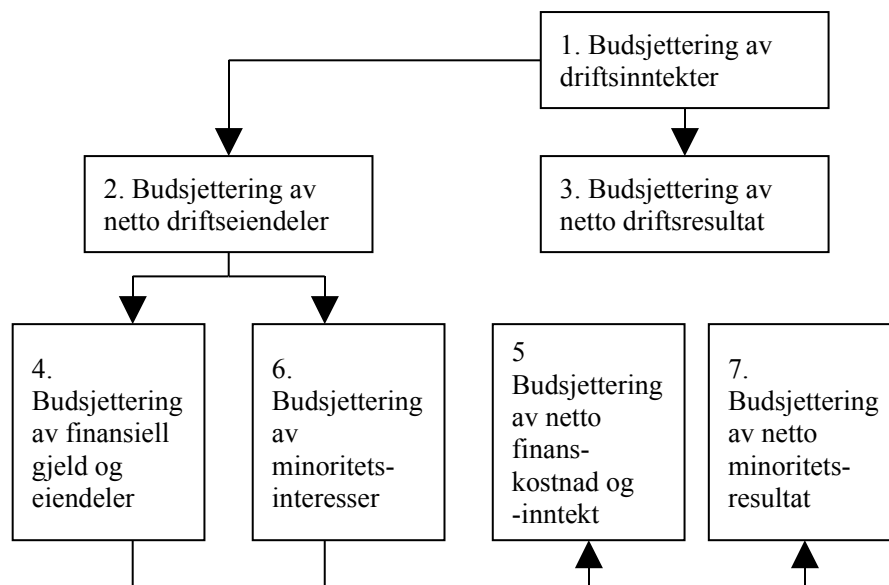 1. Budsjettering av
driftsinntekter
2. Budsjettering av
netto driftseiendeler
3. Budsjettering av
netto driftsresultat
4.
Budsjettering
av finansiell
gjeld og
eiendeler
6.
Budsjettering
av
minoritets-
interesser
5
Budsjettering
av netto
finans-
kostnad og
-inntekt
7.
Budsjettering
av netto
minoritets-
resultat